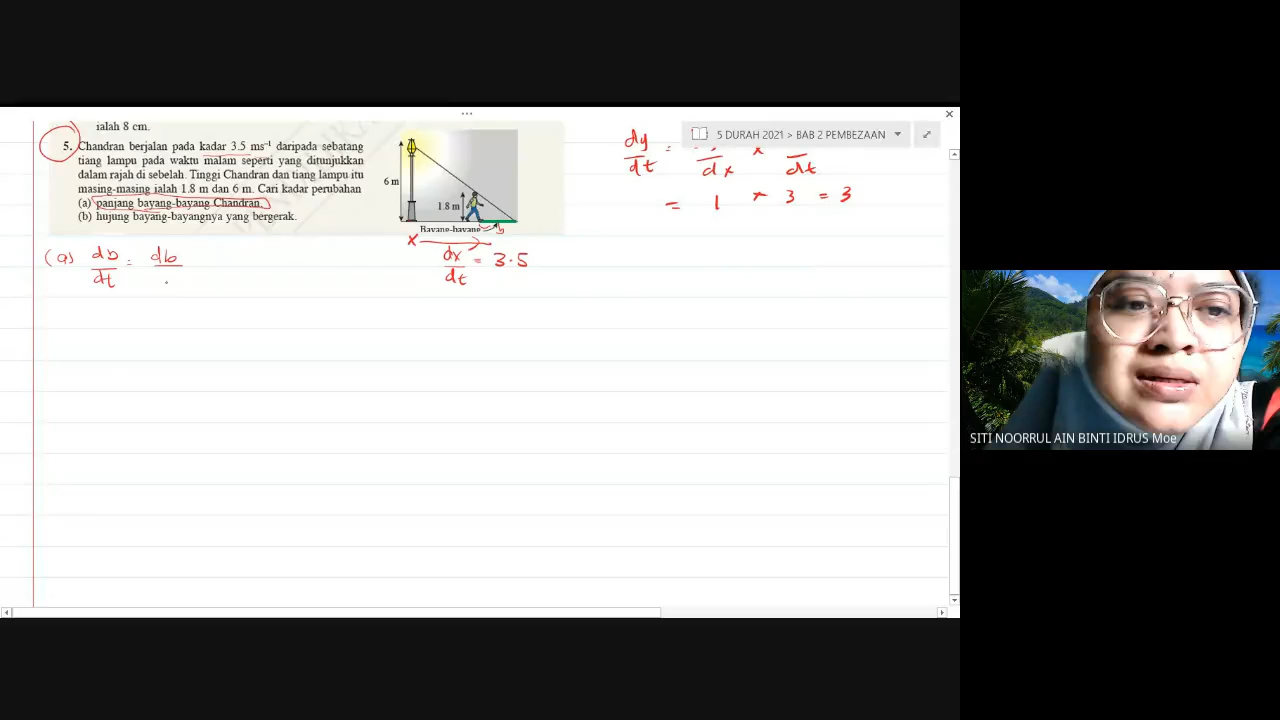 ialah 8 cm.
5. Chandran berjalan pada kadar 3.5 ms⁻¹ daripada sebatang
tiang lampu pada waktu malam seperti yang ditunjukkan
dalam rajah di sebelah. Tinggi Chandran dan tiang lampu itu
masing-masing ialah 1.8 m dan 6 m. Cari kadar perubahan
(a) panjang bayang-bayang Chandran.
(b) hujung bayang-bayangnya yang bergerak.
6 m
1.8 m
Bayang-bayang
b
x
dx/dt = 3.5
(a) db/dt = db
5 DURAH 2021 > BAB 2 PEMBEZAAN
dy/dt = /dx × /dt
= 1 × 3 = 3
SITI NOORRUL AIN BINTI IDRUS Moe